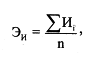 Э_И = ∑И_i / n,